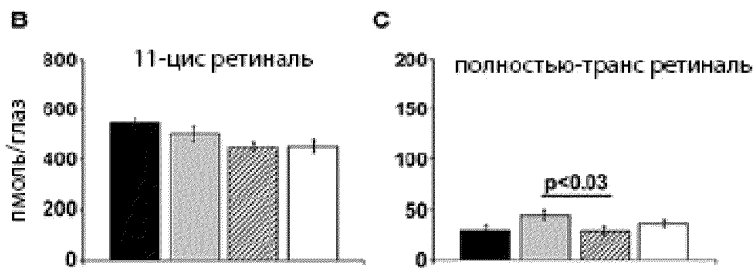 B
11-цис ретиналь
пмоль/глаз
800
600
400
200
0
C
полностью-транс ретиналь
200
150
100
50
0
p<0.03